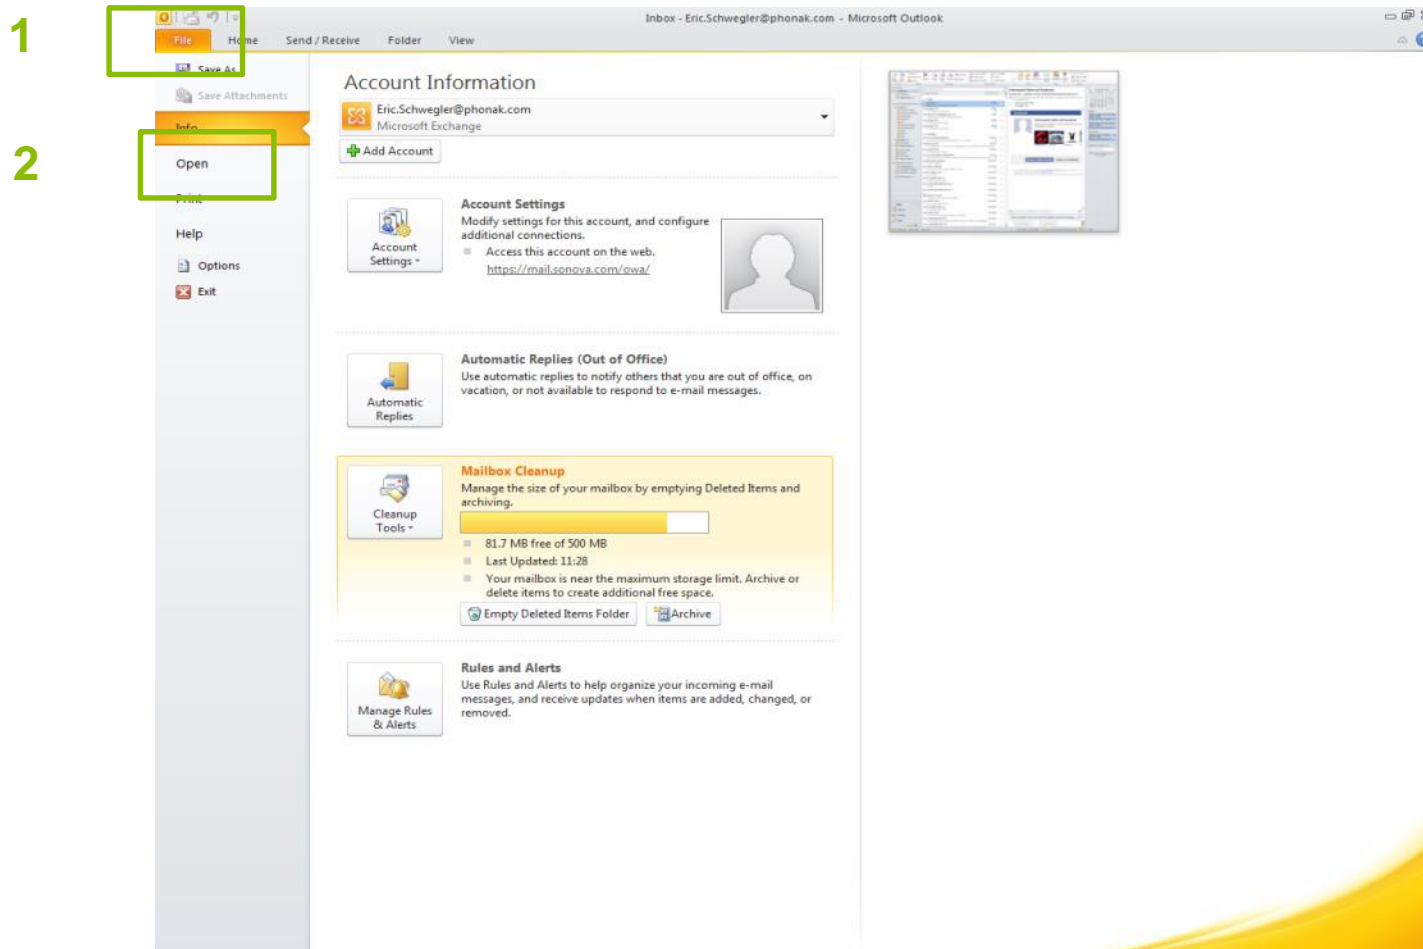 1
Inbox - Eric.Schwegler@phonak.com - Microsoft Outlook
File Home Send / Receive Folder View
Save As
Save Attachments
Info
2
Open
Print
Help
Options
Exit
Account Information
Eric.Schwegler@phonak.com
Microsoft Exchange
Add Account
Account Settings
Account Settings
Modify settings for this account, and configure
additional connections.
Access this account on the web.
https://mail.sonova.com/owa/
Automatic Replies
Automatic Replies (Out of Office)
Use automatic replies to notify others that you are out of office, on
vacation, or not available to respond to e-mail messages.
Cleanup Tools
Mailbox Cleanup
Manage the size of your mailbox by emptying Deleted Items and
archiving.
81.7 MB free of 500 MB
Last Updated: 11:28
Your mailbox is near the maximum storage limit. Archive or
delete items to create additional free space.
Empty Deleted Items Folder Archive
Manage Rules & Alerts
Rules and Alerts
Use Rules and Alerts to help organize your incoming e-mail
messages, and receive updates when items are added, changed, or
removed.